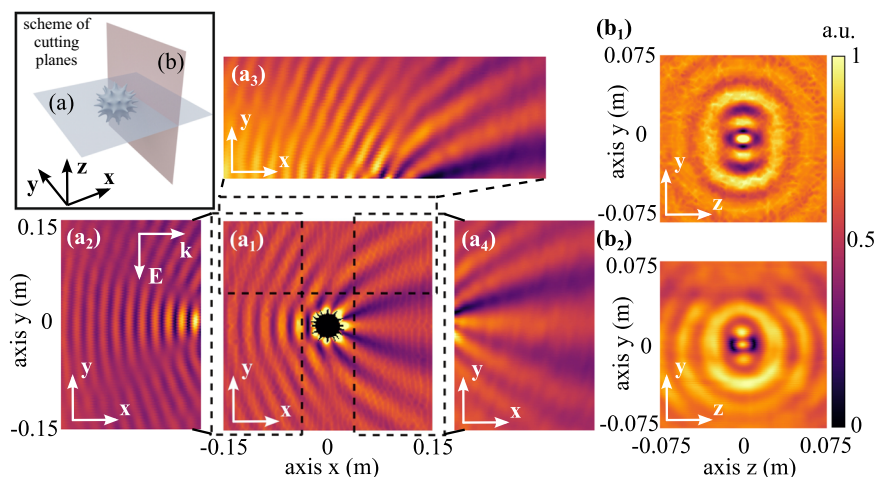 scheme of
cutting
planes
(b)
(a)
z
y
x
(a3)
y
x
(b1)
a.u.
0.075
axis y (m)
0
-0.075
y
z
1
0.5
0
0.15
axis y (m)
0
-0.15
(a2)
k
E
y
x
(a1)
y
x
(a4)
y
x
-0.15
0
0.15
axis x (m)
(b2)
0.075
axis y (m)
0
-0.075
y
z
-0.075
0
0.075
axis z (m)